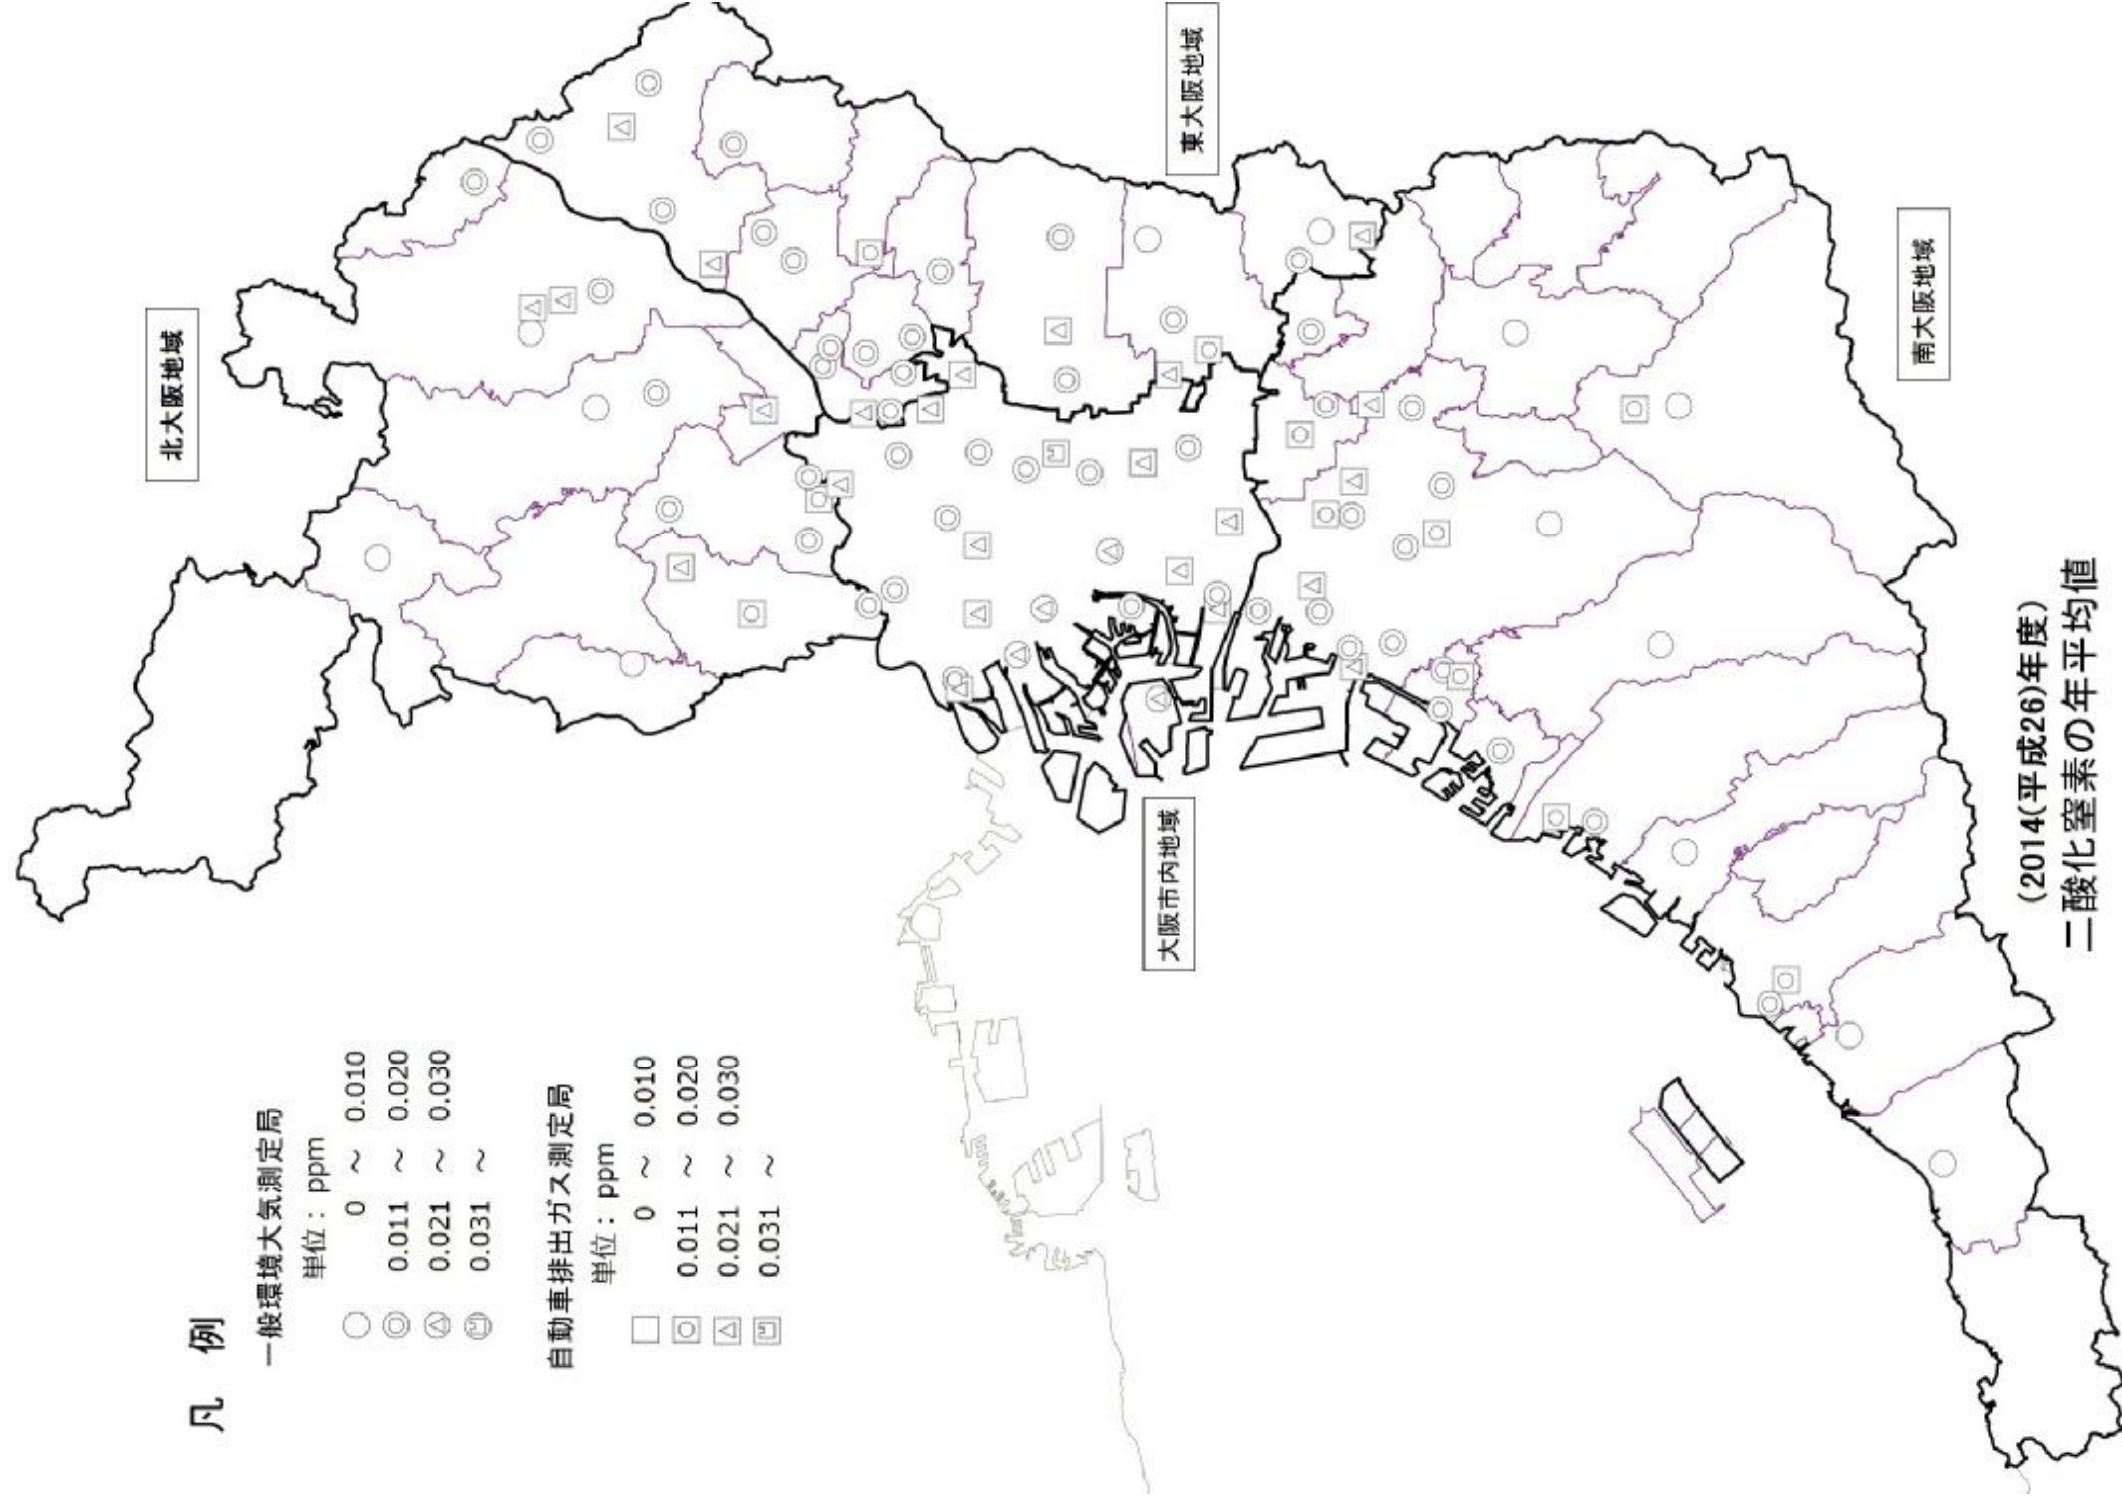 (2014(平成26)年度)
二酸化窒素の年平均値
北大阪地域
東大阪地域
大阪市内地域
南大阪地域
凡 例
一般環境大気測定局
単位：ppm
0 ～ 0.010
0.011 ～ 0.020
0.021 ～ 0.030
0.031 ～
自動車排出ガス測定局
単位：ppm
0 ～ 0.010
0.011 ～ 0.020
0.021 ～ 0.030
0.031 ～